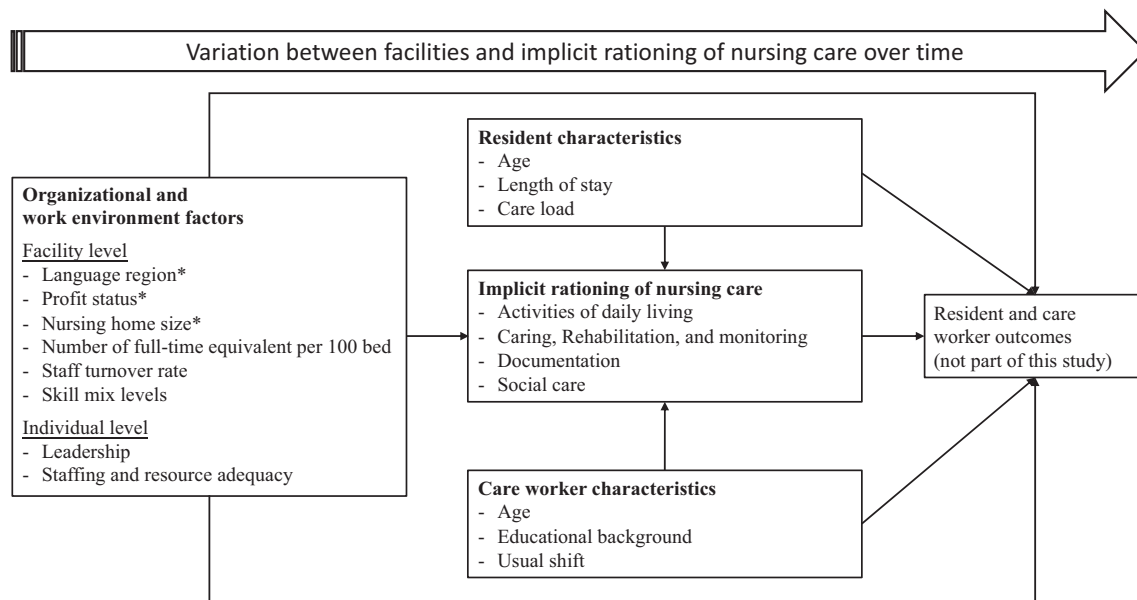 Variation between facilities and implicit rationing of nursing care over time
Organizational and
work environment factors
Facility level
- Language region*
- Profit status*
- Nursing home size*
- Number of full-time equivalent per 100 bed
- Staff turnover rate
- Skill mix levels
Individual level
- Leadership
- Staffing and resource adequacy
Resident characteristics
- Age
- Length of stay
- Care load
Implicit rationing of nursing care
- Activities of daily living
- Caring, Rehabilitation, and monitoring
- Documentation
- Social care
Care worker characteristics
- Age
- Educational background
- Usual shift
Resident and care
worker outcomes
(not part of this study)